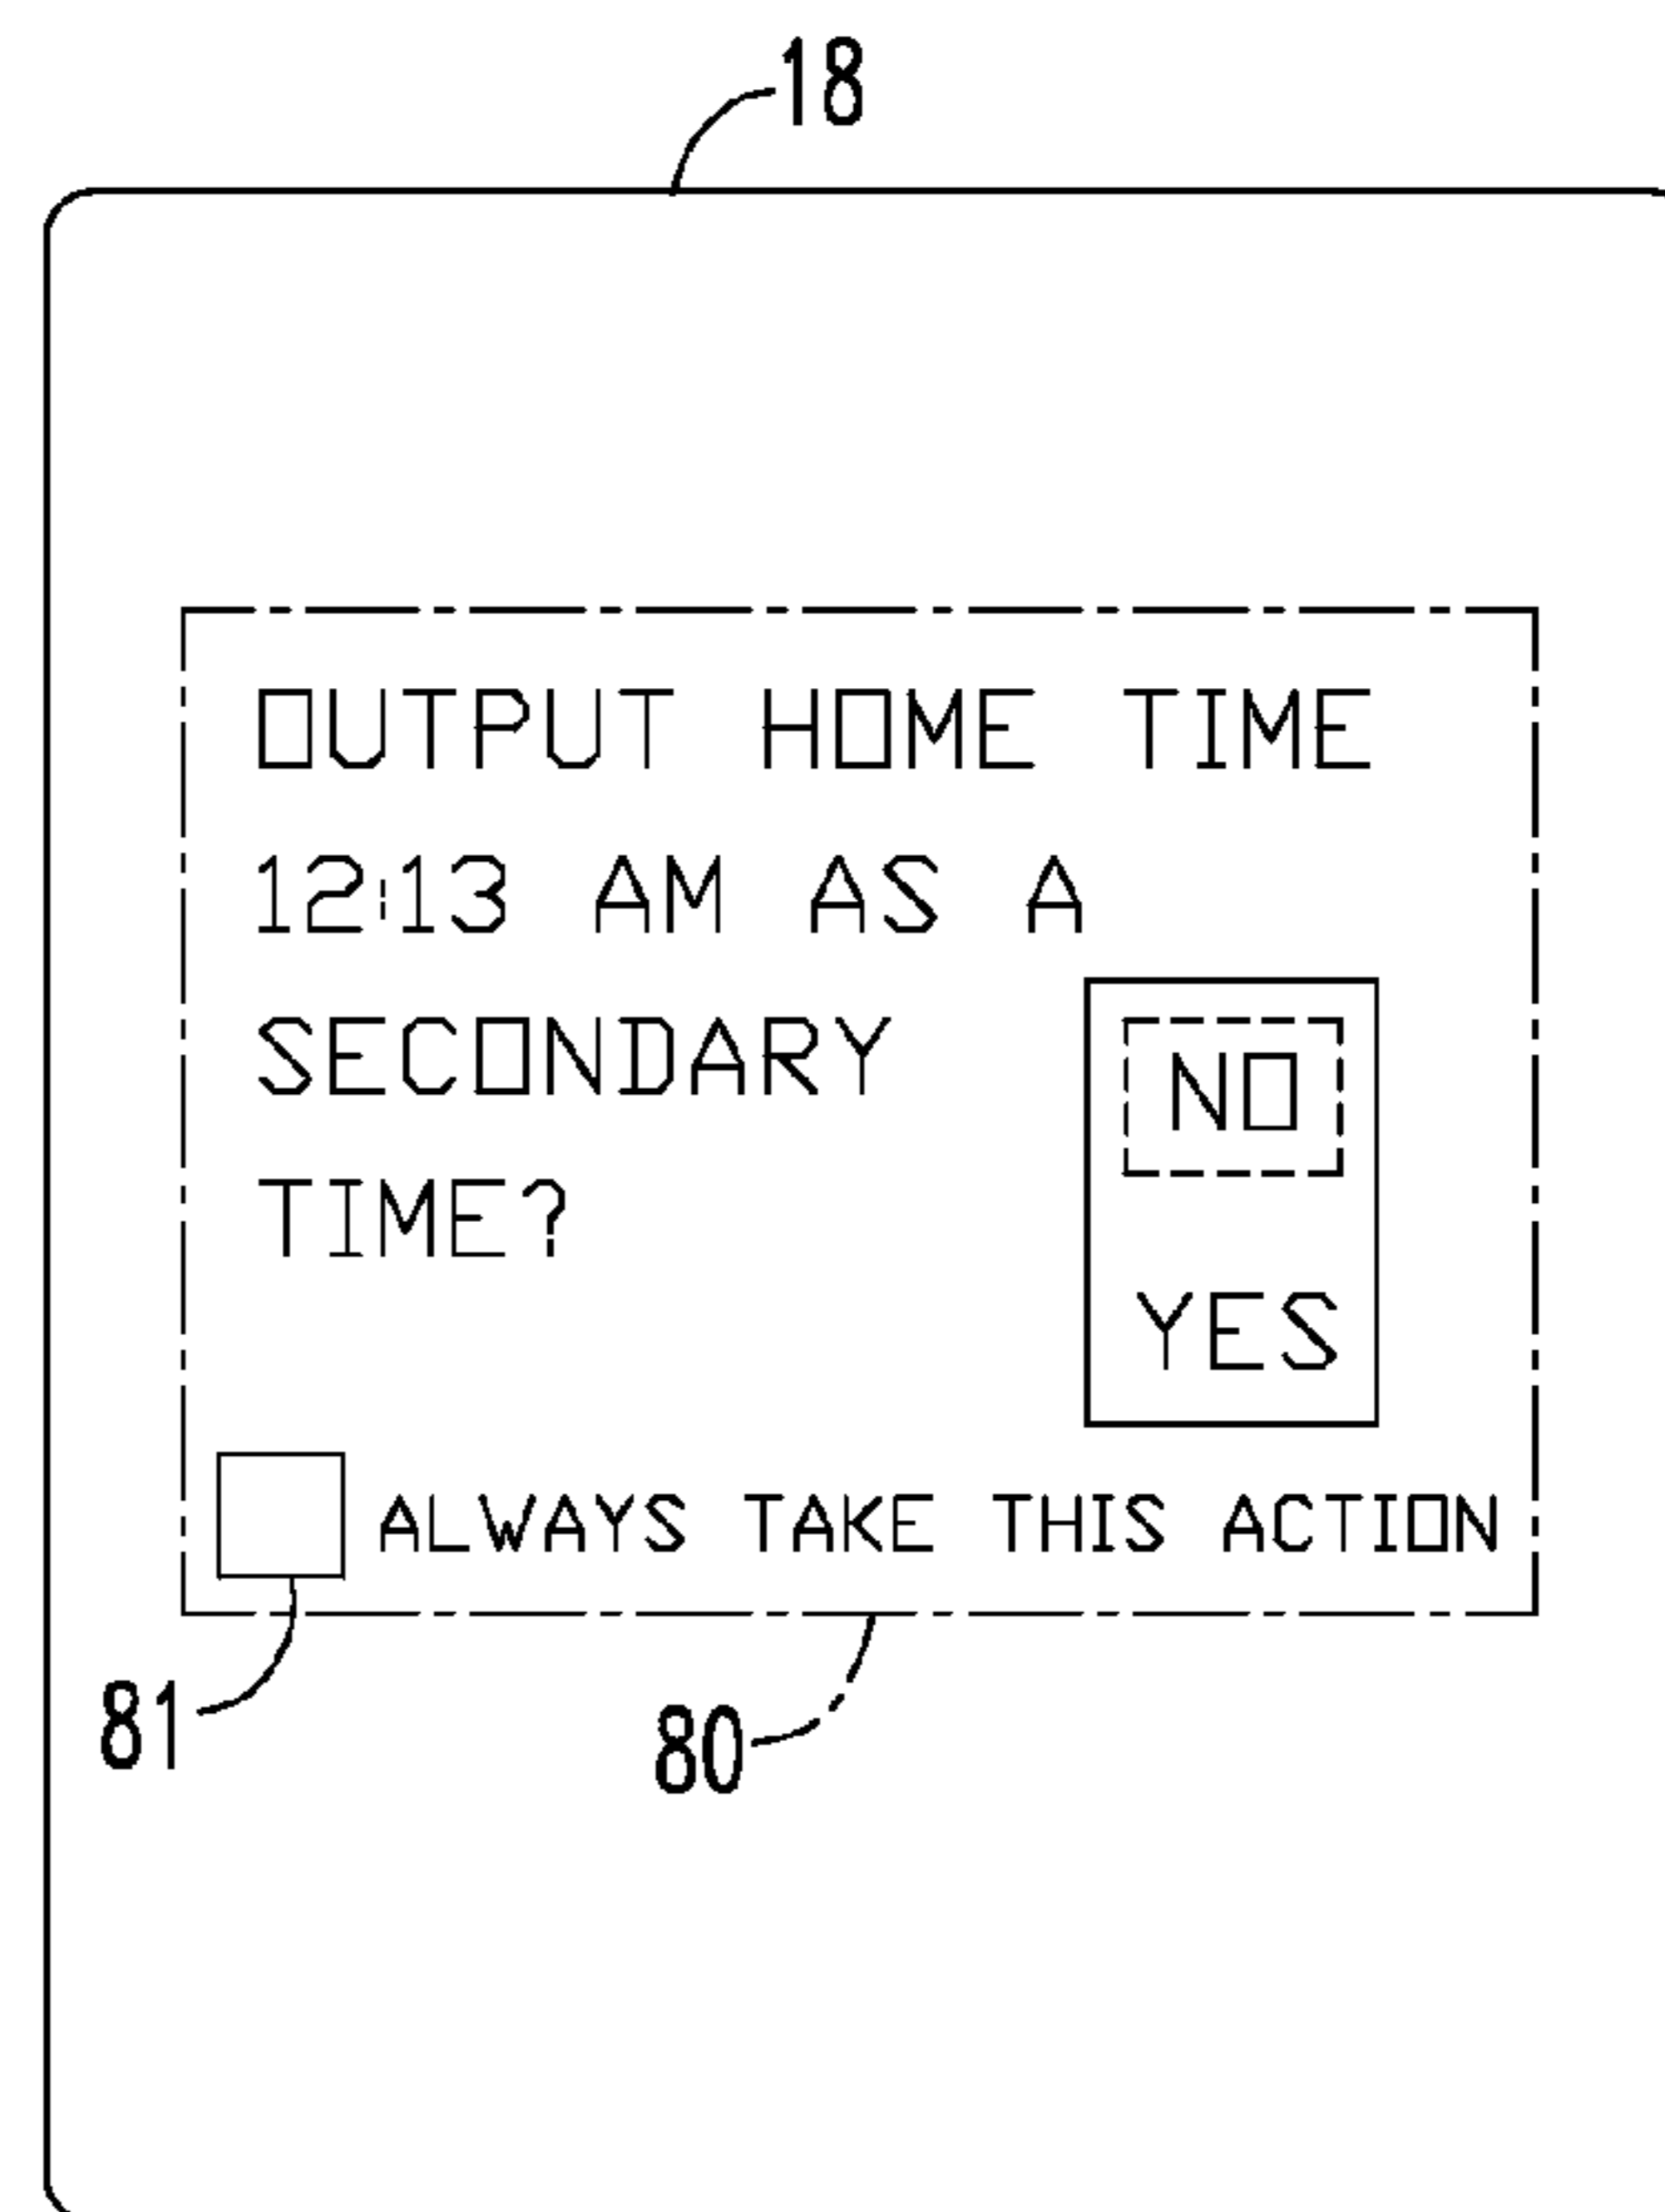 18
OUTPUT HOME TIME
12:13 AM AS A
SECONDARY
TIME?
NO
YES
ALWAYS TAKE THIS ACTION
81
80